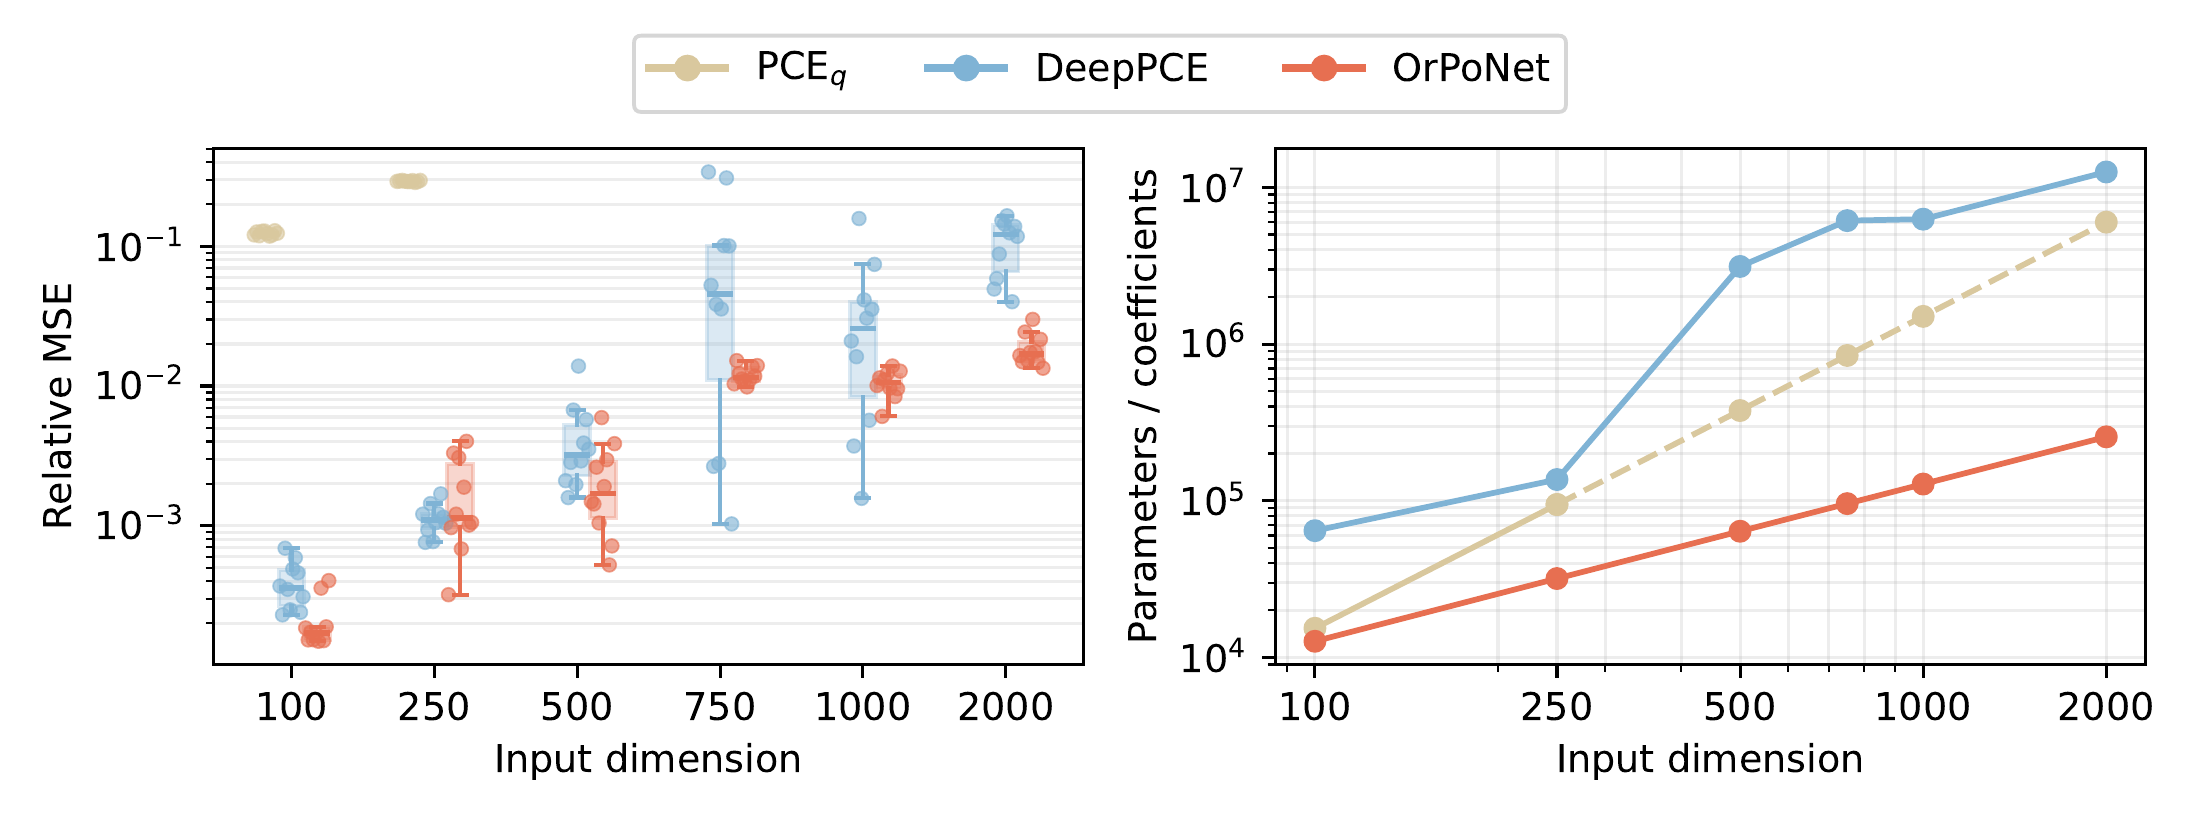 PCE_q DeepPCE OrPoNet
Relative MSE
10^−1
10^−2
10^−3
100 250 500 750 1000 2000
Input dimension
Parameters / coefficients
10^7
10^6
10^5
10^4
100 250 500 1000 2000
Input dimension